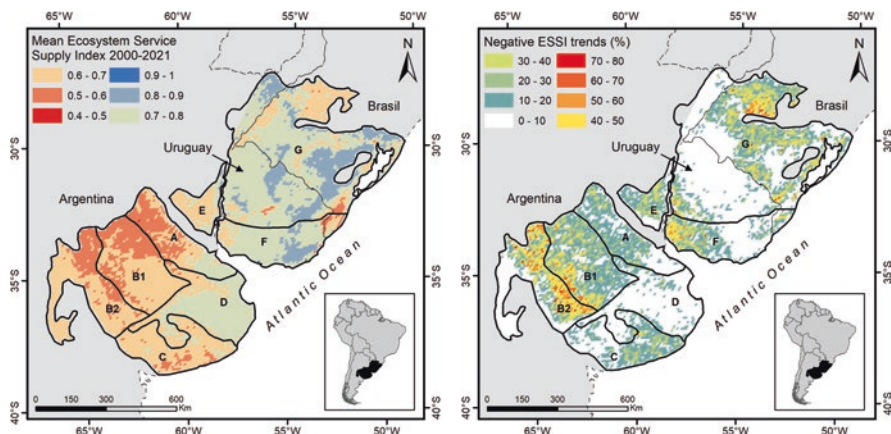 Mean Ecosystem Service
Supply Index 2000-2021
0.6 - 0.7
0.9 - 1
0.5 - 0.6
0.8 - 0.9
0.4 - 0.5
0.7 - 0.8
N
Brasil
Uruguay
G
Argentina
E
A
F
B1
D
B2
C
Atlantic Ocean
30°S
35°S
40°S
0
150
300
600
Km
65°W
60°W
55°W
50°W
Negative ESSI trends (%)
30 - 40
70 - 80
20 - 30
60 - 70
10 - 20
50 - 60
0 - 10
40 - 50
N
Brasil
Uruguay
G
Argentina
E
A
F
B1
D
B2
C
Atlantic Ocean
30°S
35°S
40°S
0
150
300
600
Km
65°W
60°W
55°W
50°W